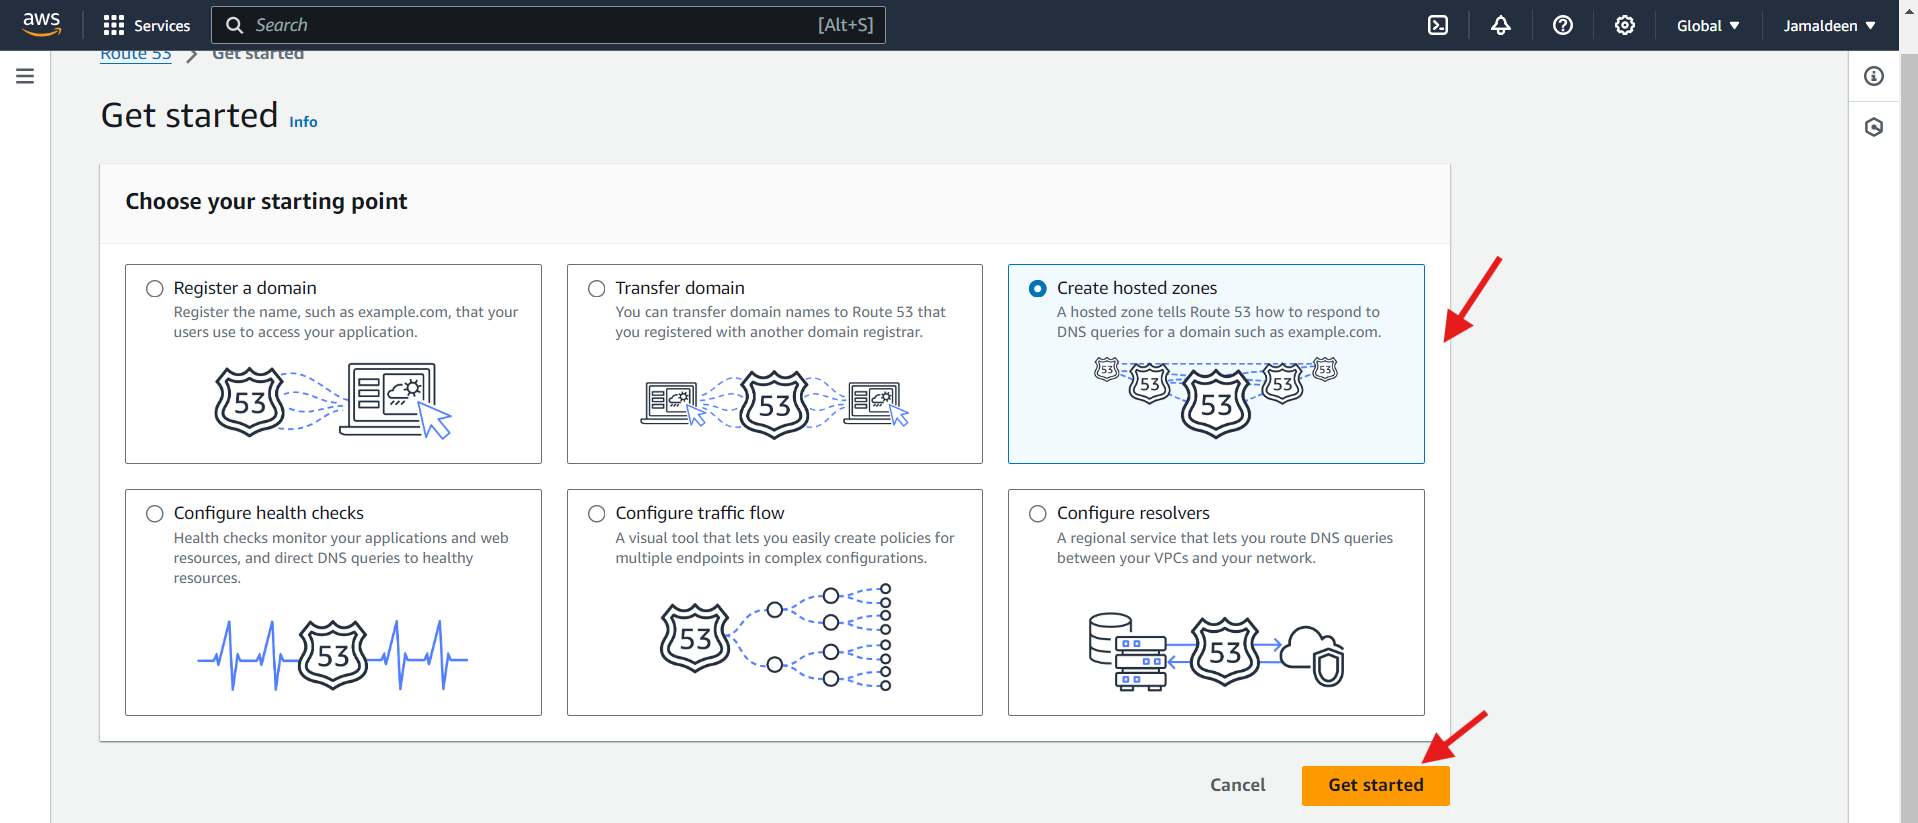 aws
Services
Search
[Alt+S]
Global
Jamaldeen
Route 53
Get started
Get started Info
Choose your starting point
Register a domain
Register the name, such as example.com, that your
users use to access your application.
53
Transfer domain
You can transfer domain names to Route 53 that
you registered with another domain registrar.
53
Create hosted zones
A hosted zone tells Route 53 how to respond to
DNS queries for a domain such as example.com.
53
53
53
53
53
Configure health checks
Health checks monitor your applications and web
resources, and direct DNS queries to healthy
resources.
53
Configure traffic flow
A visual tool that lets you easily create policies for
multiple endpoints in complex configurations.
53
Configure resolvers
A regional service that lets you route DNS queries
between your VPCs and your network.
53
Cancel
Get started